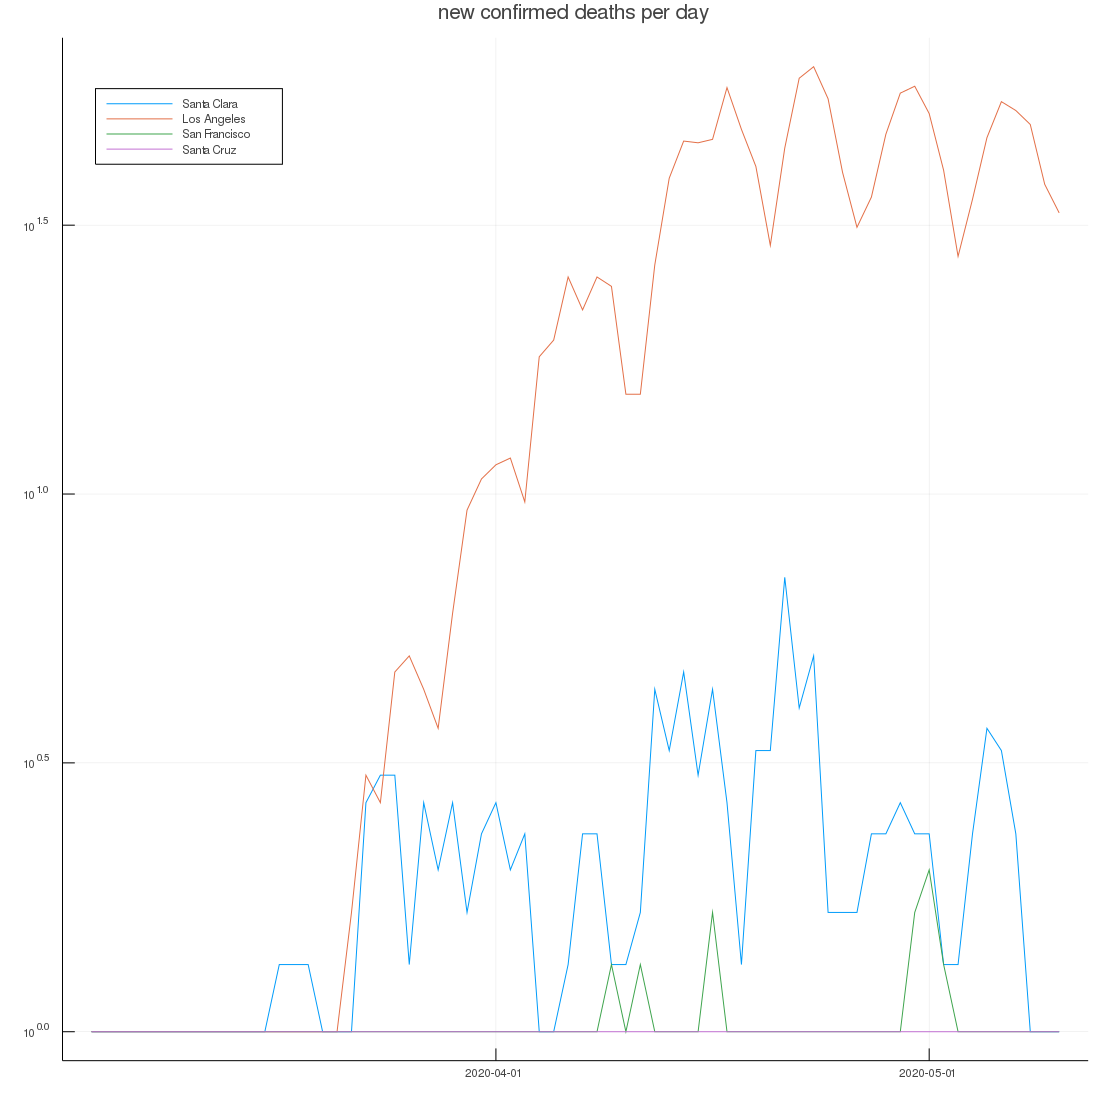 new confirmed deaths per day
Santa Clara
Los Angeles
San Francisco
Santa Cruz
10 1.5
10 1.0
10 0.5
10 0.0
2020-04-01
2020-05-01